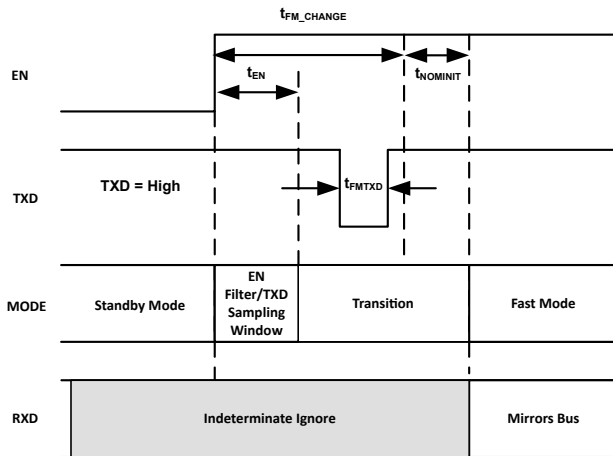 tFM_CHANGE
EN
tEN
tNOMINIT
TXD
TXD = High
tFMTXD
MODE
Standby Mode
EN
Filter/TXD
Sampling
Window
Transition
Fast Mode
RXD
Indeterminate Ignore
Mirrors Bus